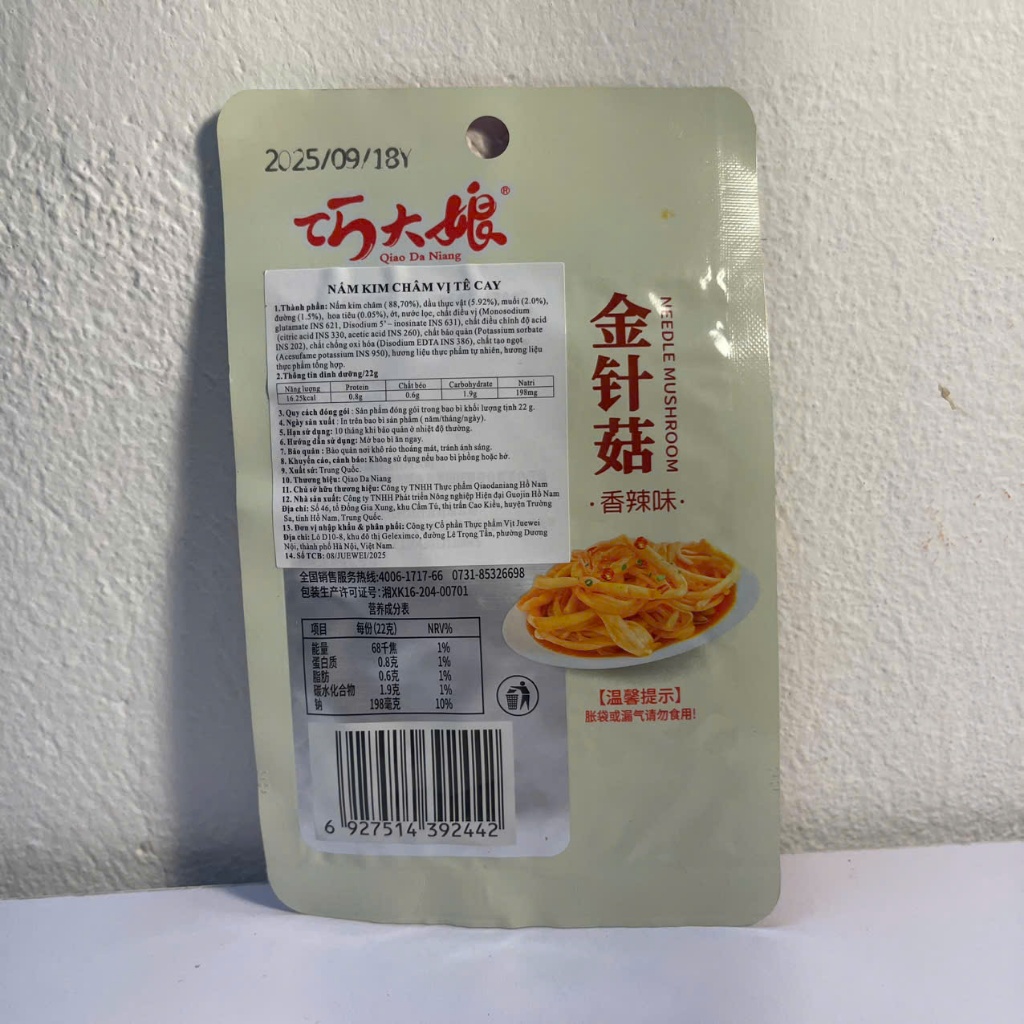 2025/09/18Y
巧大娘®
Qiao Da Niang
NẤM KIM CHÂM VỊ TÊ CAY
1.Thành phần: Nấm kim châm ( 88,70%), dầu thực vật (5.92%), muối (2.0%),
đường (1.5%), hoa tiêu (0.05%), ớt, nước lọc, chất điều vị (Monosodium
glutamate INS 621, Disodium 5' – inosinate INS 631), chất điều chỉnh độ acid
(citric acid INS 330, acetic acid INS 260), chất bảo quản (Potassium sorbate
INS 202), chất chống oxi hóa (Disodium EDTA INS 386), chất tạo ngọt
(Acesufame potassium INS 950), hương liệu thực phẩm tự nhiên, hương liệu
thực phẩm tổng hợp.
2.Thông tin dinh dưỡng/22g
Năng lượng Protein Chất béo Carbohydrate Natri
16.25kcal 0.8g 0.6g 1.9g 198mg
3. Quy cách đóng gói : Sản phẩm đóng gói trong bao bì khối lượng tịnh 22 g.
4. Ngày sản xuất : In trên bao bì sản phẩm ( năm/tháng/ngày).
5. Hạn sử dụng: 10 tháng khi bảo quản ở nhiệt độ thường.
6. Hướng dẫn sử dụng: Mở bao bì ăn ngay.
7. Bảo quản : Bảo quản nơi khô ráo thoáng mát, tránh ánh sáng.
8. Khuyến cáo, cảnh báo: Không sử dụng nếu bao bì phồng hoặc hở.
9. Xuất sứ: Trung Quốc.
10. Thương hiệu: Qiao Da Niang
11. Chủ sở hữu thương hiệu: Công ty TNHH Thực phẩm Qiaodaniang Hồ Nam
12. Nhà sản xuất: Công ty TNHH Phát triển Nông nghiệp Hiện đại Guojin Hồ Nam
Địa chỉ: Số 46, tổ Đồng Gia Xung, khu Cẩm Tú, thị trấn Cao Kiều, huyện Trường
Sa, tỉnh Hồ Nam, Trung Quốc.
13. Đơn vị nhập khẩu & phân phối: Công ty Cổ phần Thực phẩm Vịt Juewei
Địa chỉ: Lô D10-8, khu đô thị Geleximco, đường Lê Trọng Tấn, phường Dương
Nội, thành phố Hà Nội, Việt Nam.
14. Số TCB: 08/JUEWEI/2025
金针菇
NEEDLE MUSHROOM
·香辣味·
全国销售服务热线:4006-1717-66 0731-85326698
包装生产许可证号:湘XK16-204-00701
营养成分表
项目 每份(22克) NRV%
能量 68千焦 1%
蛋白质 0.8克 1%
脂肪 0.6克 1%
碳水化合物 1.9克 1%
钠 198毫克 10%
【温馨提示】
胀袋或漏气请勿食用!
6 927514 392442